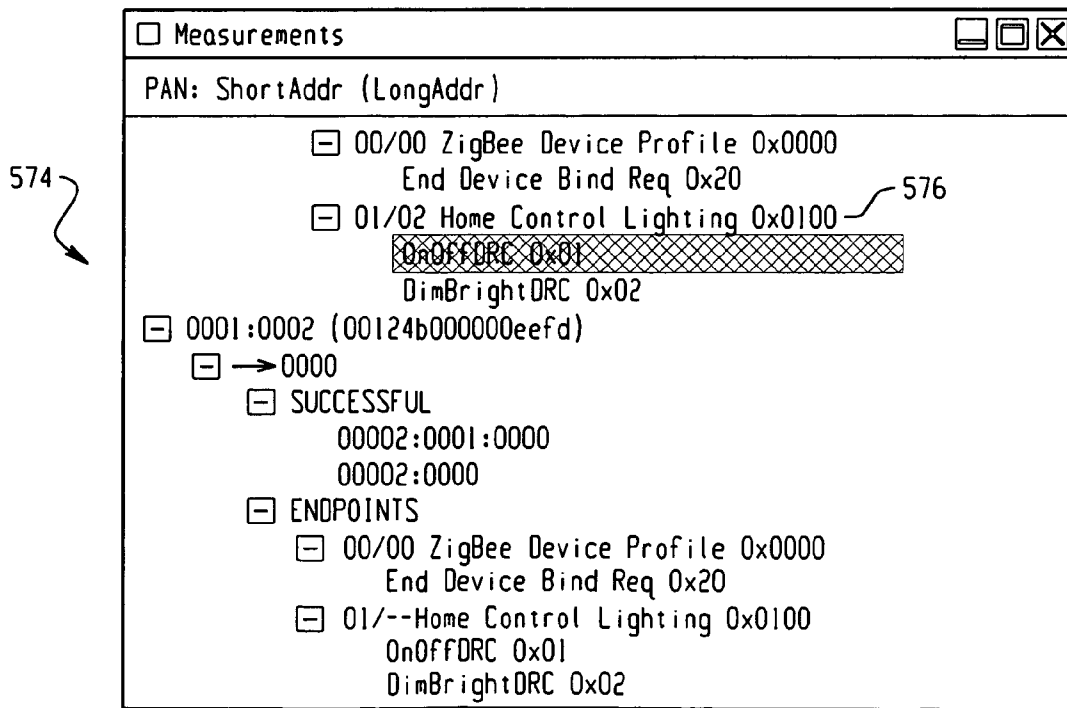 Measurements
PAN: ShortAddr (LongAddr)
00/00 ZigBee Device Profile 0x0000
End Device Bind Req 0x20
574
576
01/02 Home Control Lighting 0x0100
OnOffDRC 0x01
DimBrightDRC 0x02
0001:0002 (00124b000000eefd)
→0000
SUCCESSFUL
00002:0001:0000
00002:0000
ENDPOINTS
00/00 ZigBee Device Profile 0x0000
End Device Bind Req 0x20
01/--Home Control Lighting 0x0100
OnOffDRC 0x01
DimBrightDRC 0x02